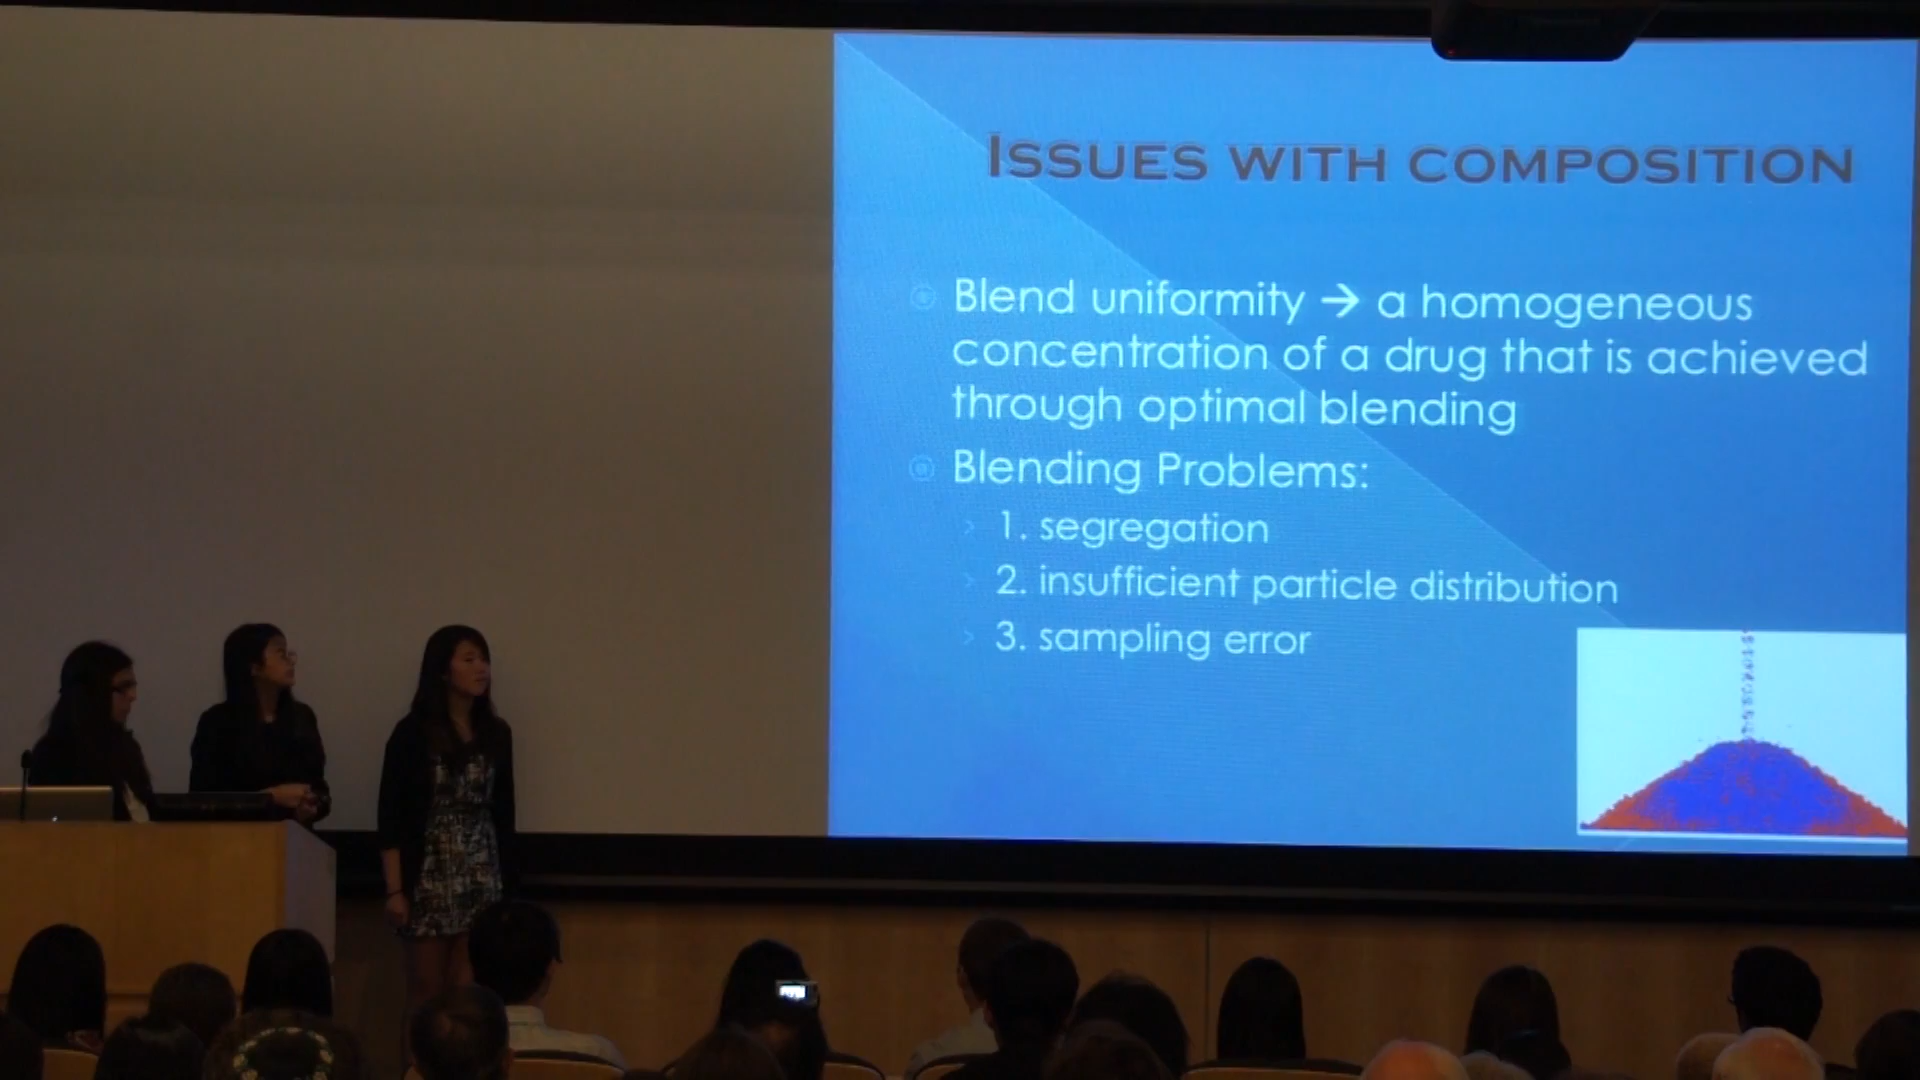 ISSUES WITH COMPOSITION
Blend uniformity → a homogeneous
concentration of a drug that is achieved
through optimal blending
Blending Problems:
1. segregation
2. insufficient particle distribution
3. sampling error